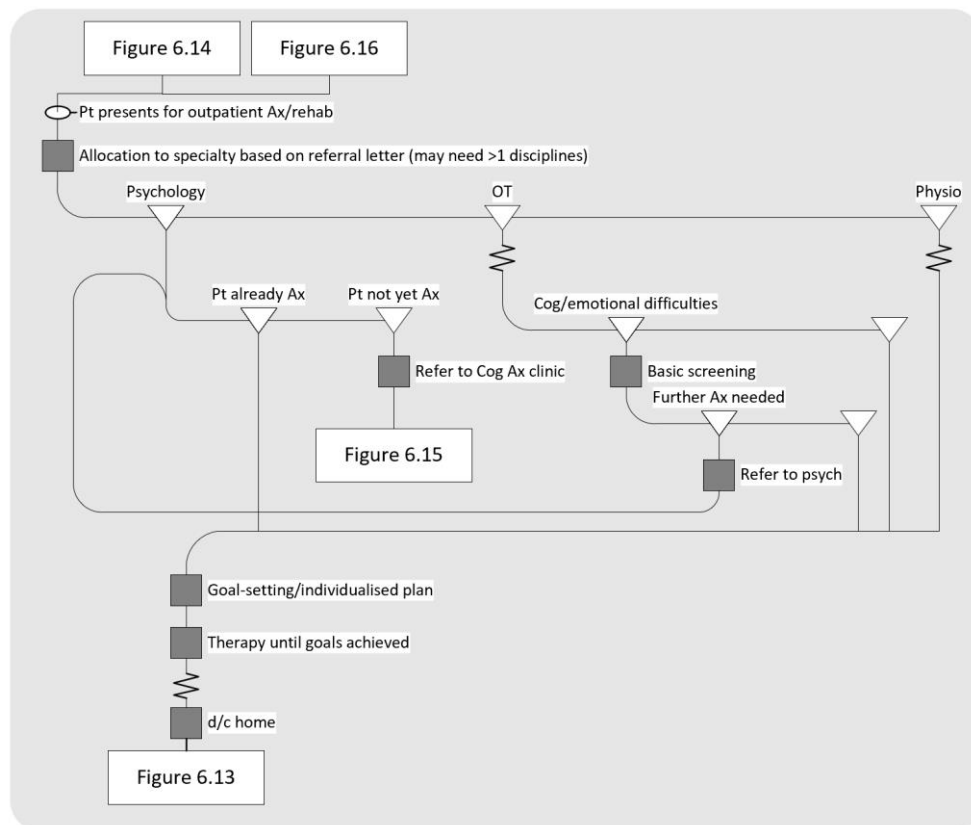 Figure 6.14
Figure 6.16
Pt presents for outpatient Ax/rehab
Allocation to specialty based on referral letter (may need >1 disciplines)
Psychology
OT
Physio
Pt already Ax
Pt not yet Ax
Cog/emotional difficulties
Refer to Cog Ax clinic
Basic screening
Further Ax needed
Figure 6.15
Refer to psych
Goal-setting/individualised plan
Therapy until goals achieved
d/c home
Figure 6.13